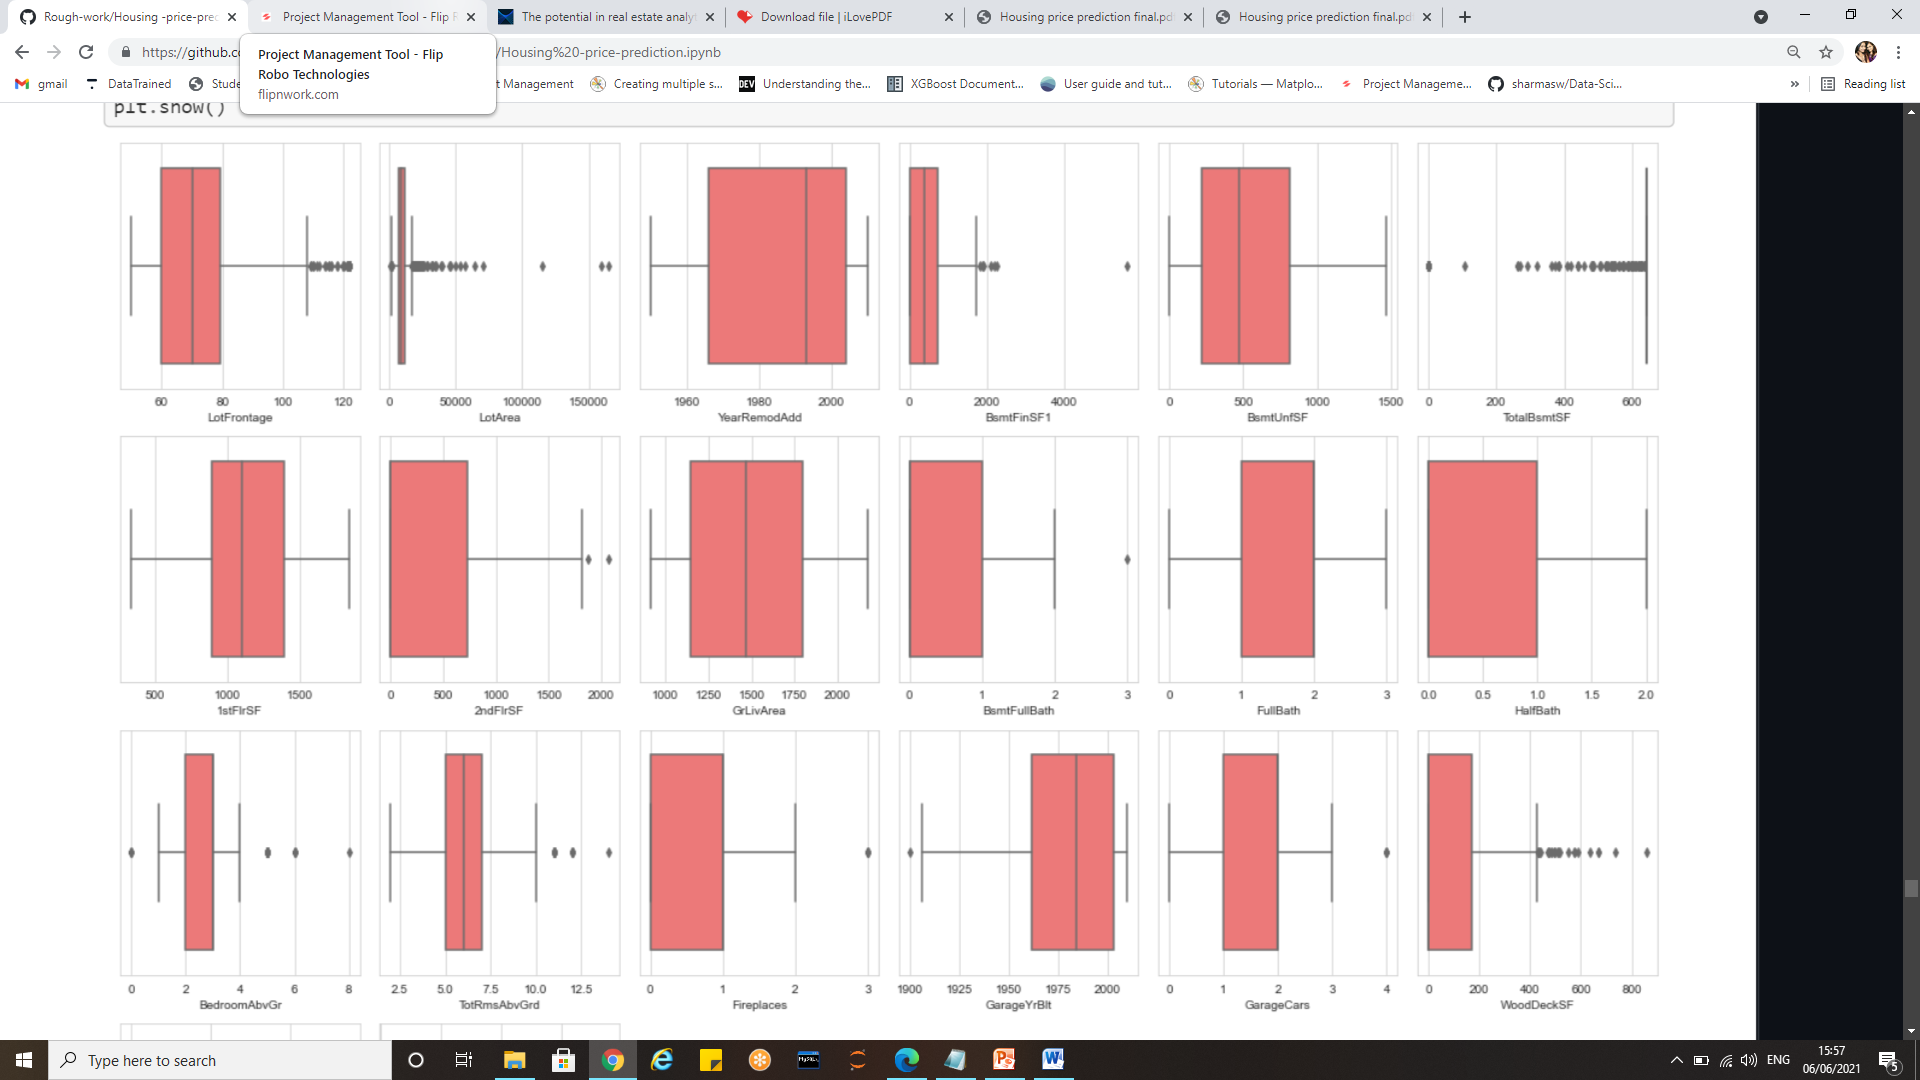 Rough-work/Housing -price-prec
Project Management Tool - Flip R
The potential in real estate analyt
Download file | iLovePDF
Housing price prediction final.pd
Housing price prediction final.pd
https://github.c
/Housing%20-price-prediction.ipynb
Project Management Tool - Flip
Robo Technologies
flipnwork.com
gmail
DataTrained
Stude
t Management
Creating multiple s...
DEV
Understanding the...
XGBoost Document...
User guide and tut...
Tutorials — Matplo...
Project Manageme...
sharmasw/Data-Sci...
»
Reading list
plt.show()
60 80 100 120
LotFrontage
0 50000 100000 150000
LotArea
1960 1980 2000
YearRemodAdd
0 2000 4000
BsmtFinSF1
0 500 1000 1500
BsmtUnfSF
0 200 400 600
TotalBsmtSF
500 1000 1500
1stFlrSF
0 500 1000 1500 2000
2ndFlrSF
1000 1250 1500 1750 2000
GrLivArea
0 1 2 3
BsmtFullBath
0 1 2 3
FullBath
0.0 0.5 1.0 1.5 2.0
HalfBath
0 2 4 6 8
BedroomAbvGr
2.5 5.0 7.5 10.0 12.5
TotRmsAbvGrd
0 1 2 3
Fireplaces
1900 1925 1950 1975 2000
GarageYrBlt
0 1 2 3 4
GarageCars
0 200 400 600 800
WoodDeckSF
Type here to search
ENG
15:57
06/06/2021
5